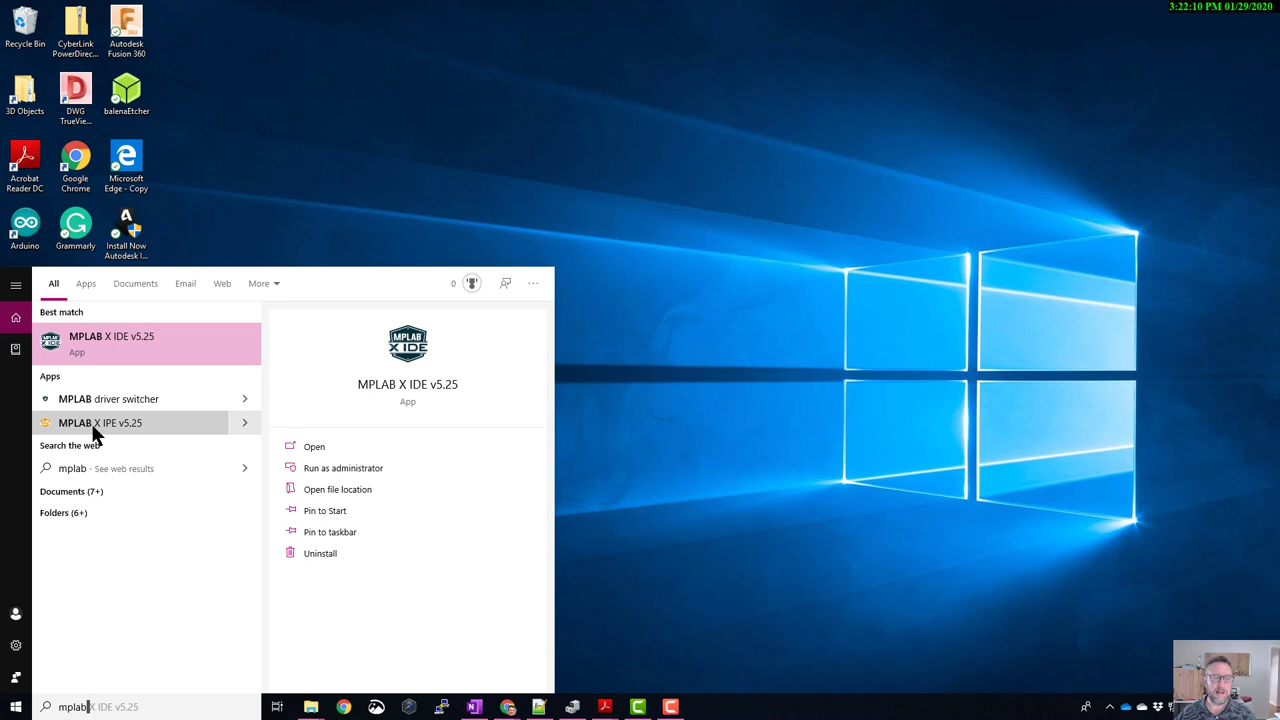 3:22:10 PM 01/29/2020
Recycle Bin
CyberLink
PowerDirec...
Autodesk
Fusion 360
3D Objects
DWG
TrueVie...
balenaEtcher
Acrobat
Reader DC
Google
Chrome
Microsoft
Edge - Copy
Arduino
Grammarly
Install Now
Autodesk I...
All Apps Documents Email Web More 0 ...
Best match
MPLAB X IDE v5.25
App
Apps
MPLAB driver switcher
MPLAB X IPE v5.25
Search the web
mplab - See web results
Documents (7+)
Folders (6+)
MPLAB
X IDE
MPLAB X IDE v5.25
App
Open
Run as administrator
Open file location
Pin to Start
Pin to taskbar
Uninstall
mplab X IDE v5.25